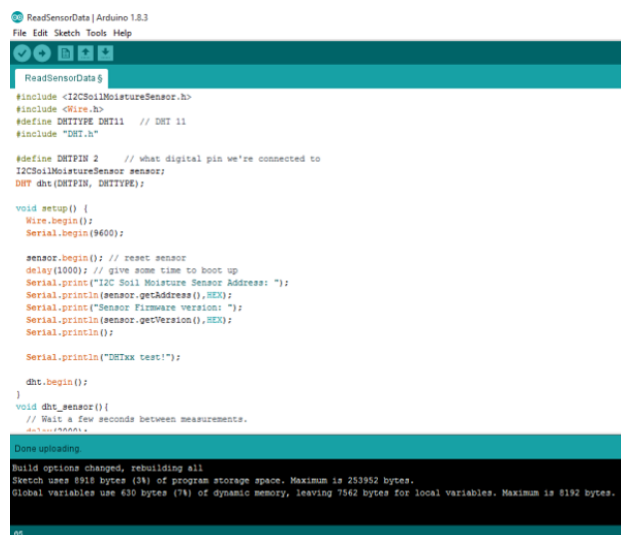 ReadSensorData | Arduino 1.8.3
File Edit Sketch Tools Help
ReadSensorData §
#include <I2CSoilMoistureSensor.h>
#include <Wire.h>
#define DHTTYPE DHT11   // DHT 11
#include "DHT.h"
#define DHTPIN 2     // what digital pin we're connected to
I2CSoilMoistureSensor sensor;
DHT dht(DHTPIN, DHTTYPE);
void setup() {
  Wire.begin();
  Serial.begin(9600);
  sensor.begin(); // reset sensor
  delay(1000); // give some time to boot up
  Serial.print("I2C Soil Moisture Sensor Address: ");
  Serial.println(sensor.getAddress(),HEX);
  Serial.print("Sensor Firmware version: ");
  Serial.println(sensor.getVersion(),HEX);
  Serial.println();
  Serial.println("DHTxx test!");
  dht.begin();
}
void dht_sensor(){
  // Wait a few seconds between measurements.
  delay(2000);
Done uploading.
Build options changed, rebuilding all
Sketch uses 8918 bytes (3%) of program storage space. Maximum is 253952 bytes.
Global variables use 630 bytes (7%) of dynamic memory, leaving 7562 bytes for local variables. Maximum is 8192 bytes.